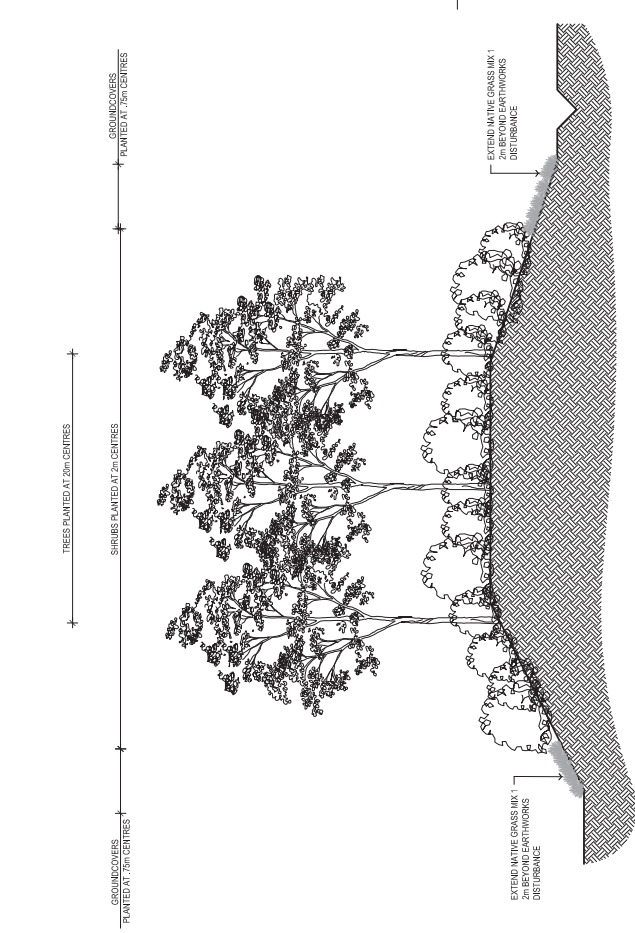 TREES PLANTED AT 20m CENTRES
GROUNDCOVERS
PLANTED AT .75m CENTRES
SHRUBS PLANTED AT 2m CENTRES
GROUNDCOVERS
PLANTED AT .75m CENTRES
EXTEND NATIVE GRASS MIX 1
2m BEYOND EARTHWORKS
DISTURBANCE
EXTEND NATIVE GRASS MIX 1
2m BEYOND EARTHWORKS
DISTURBANCE